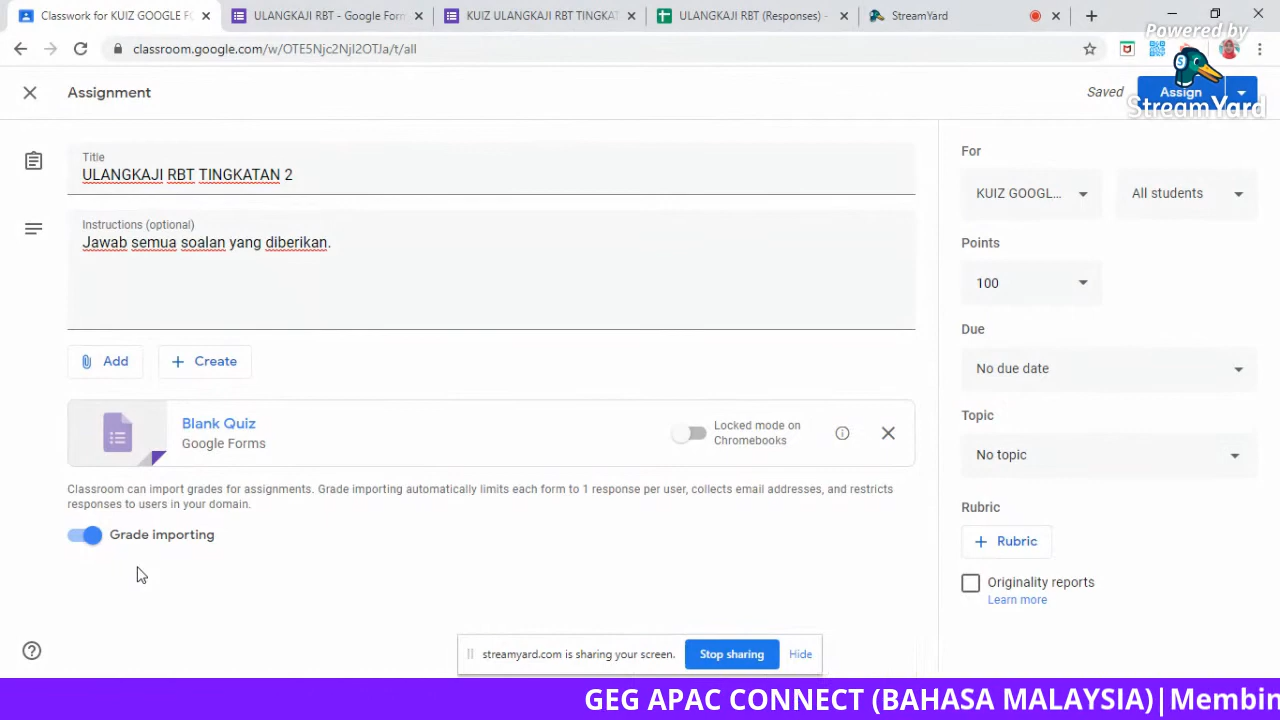 Classwork for KUIZ GOOGLE FO
ULANGKAJI RBT - Google Form
KUIZ ULANGKAJI RBT TINGKAT
ULANGKAJI RBT (Responses) -
StreamYard
classroom.google.com/w/OTE5Njc2NjI2OTJa/t/all
Powered by
StreamYard
Assignment
Saved
Assign
Title
ULANGKAJI RBT TINGKATAN 2
Instructions (optional)
Jawab semua soalan yang diberikan.
Add
Create
Blank Quiz
Google Forms
Locked mode on
Chromebooks
Classroom can import grades for assignments. Grade importing automatically limits each form to 1 response per user, collects email addresses, and restricts
responses to users in your domain.
Grade importing
For
KUIZ GOOGL...
All students
Points
100
Due
No due date
Topic
No topic
Rubric
Rubric
Originality reports
Learn more
streamyard.com is sharing your screen.
Stop sharing
Hide
GEG APAC CONNECT (BAHASA MALAYSIA)|Membin